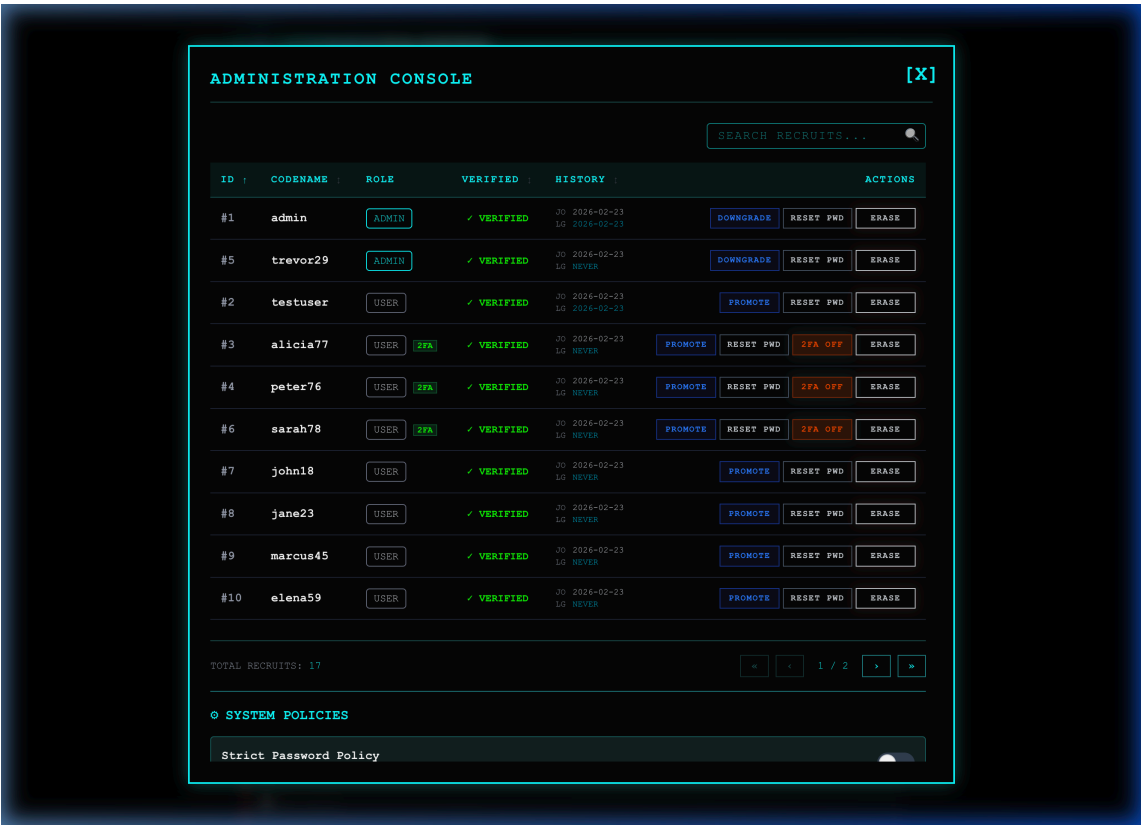 ADMINISTRATION CONSOLE [X]
SEARCH RECRUITS...
ID ↑ CODENAME ROLE VERIFIED HISTORY ACTIONS
#1 admin ADMIN ✓ VERIFIED JO 2026-02-23 DOWNGRADE RESET PWD ERASE
LG 2026-02-23
#5 trevor29 ADMIN ✓ VERIFIED JO 2026-02-23 DOWNGRADE RESET PWD ERASE
LG NEVER
#2 testuser USER ✓ VERIFIED JO 2026-02-23 PROMOTE RESET PWD ERASE
LG 2026-02-23
#3 alicia77 USER 2FA ✓ VERIFIED JO 2026-02-23 PROMOTE RESET PWD 2FA OFF ERASE
LG NEVER
#4 peter76 USER 2FA ✓ VERIFIED JO 2026-02-23 PROMOTE RESET PWD 2FA OFF ERASE
LG NEVER
#6 sarah78 USER 2FA ✓ VERIFIED JO 2026-02-23 PROMOTE RESET PWD 2FA OFF ERASE
LG NEVER
#7 john18 USER ✓ VERIFIED JO 2026-02-23 PROMOTE RESET PWD ERASE
LG NEVER
#8 jane23 USER ✓ VERIFIED JO 2026-02-23 PROMOTE RESET PWD ERASE
LG NEVER
#9 marcus45 USER ✓ VERIFIED JO 2026-02-23 PROMOTE RESET PWD ERASE
LG NEVER
#10 elena59 USER ✓ VERIFIED JO 2026-02-23 PROMOTE RESET PWD ERASE
LG NEVER
TOTAL RECRUITS: 17 « ‹ 1 / 2 › »
⚙ SYSTEM POLICIES
Strict Password Policy